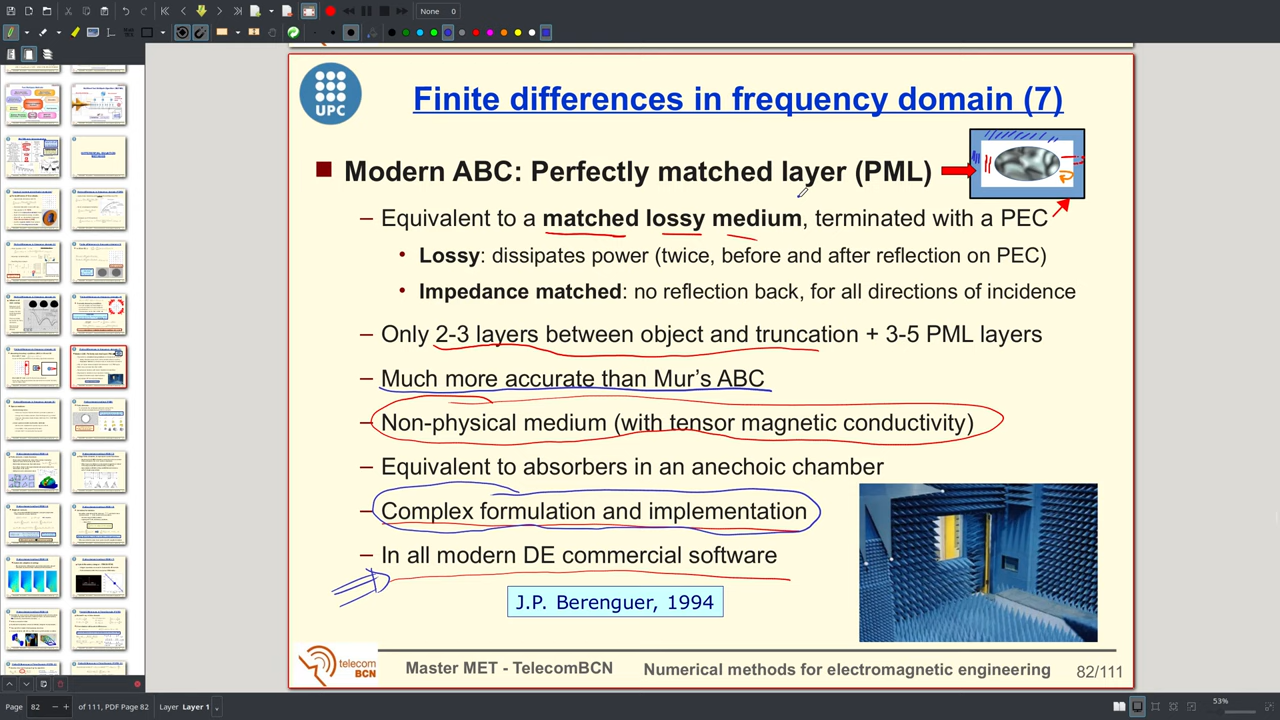 None 0
UPC
Finite differences in frequency domain (7)
Modern ABC: Perfectly matched layer (PML)
– Equivalent to a matched lossy medium, terminated with a PEC
• Lossy: dissipates power (twice, before and after reflection on PEC)
• Impedance matched: no reflection back, for all directions of incidence
– Only 2-3 layers between object and truncation + 3-5 PML layers
– Much more accurate than Mur's ABC
– Non-physical medium (with tensor magnetic conductivity)
– Equivalent to absorbers in an anechoic chamber
– Complex formulation and implementation
– In all modern DE commercial software
J.P. Berenguer, 1994
telecom
BCN
Master MET - TelecomBCN
Numerical methods for electromagnetic engineering
82/111
Page 82 of 111, PDF Page 82 Layer Layer 1
53%